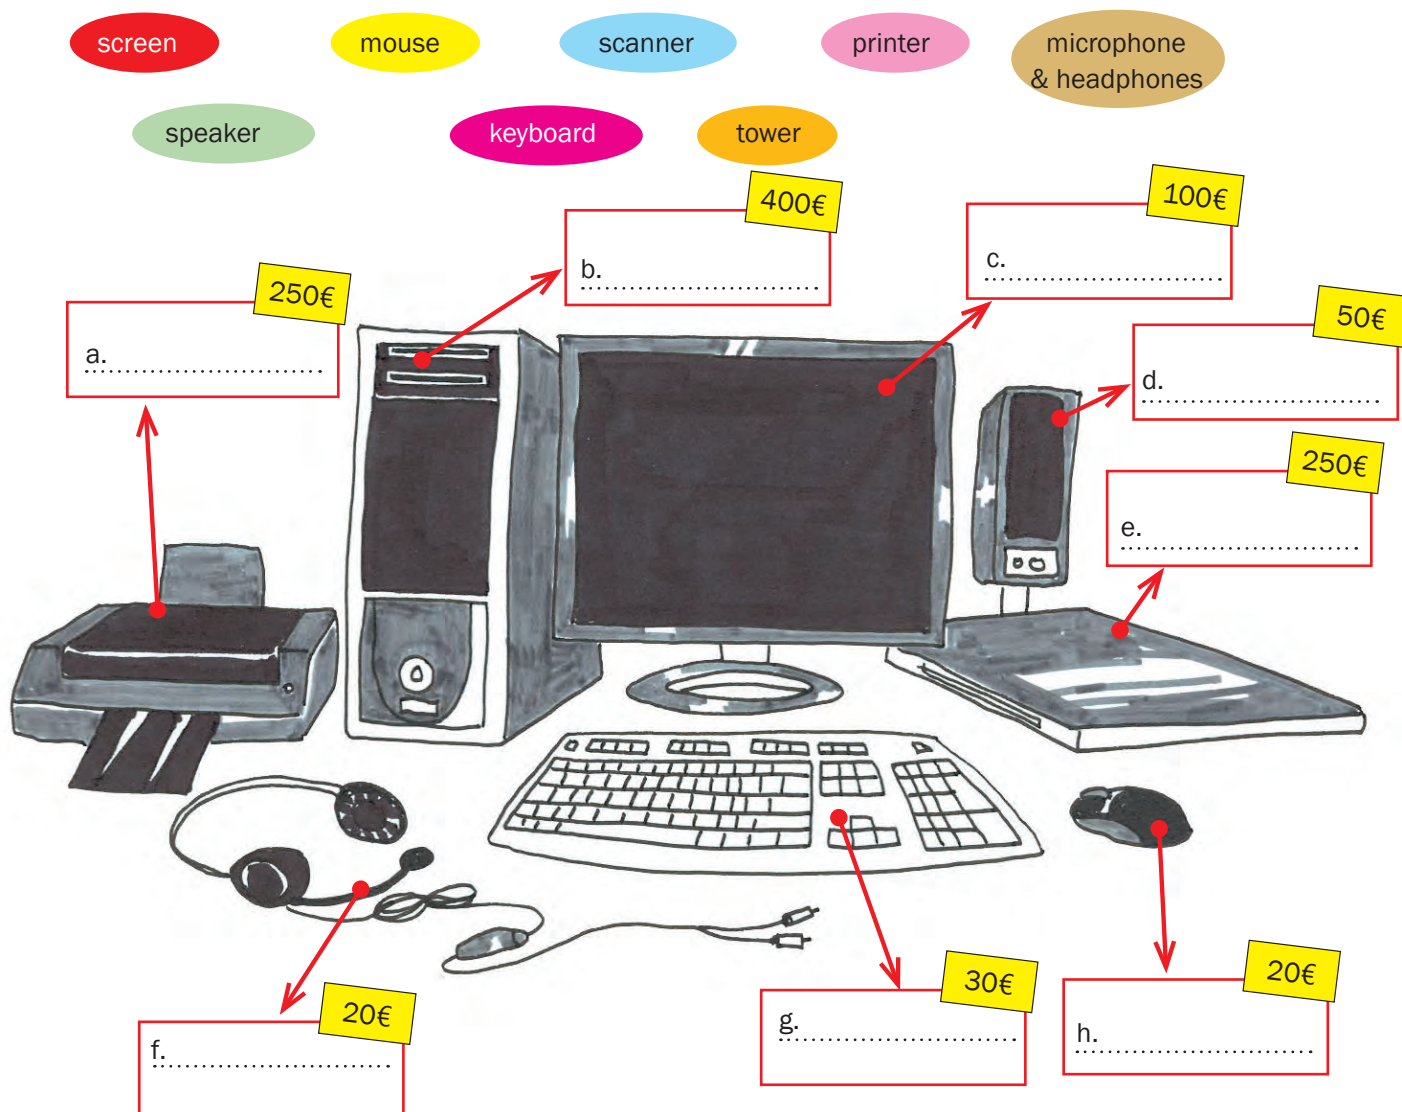 screen
mouse
scanner
printer
microphone
& headphones
speaker
keyboard
tower
400€
b.
100€
c.
250€
a.
50€
d.
250€
e.
20€
f.
30€
g.
20€
h.